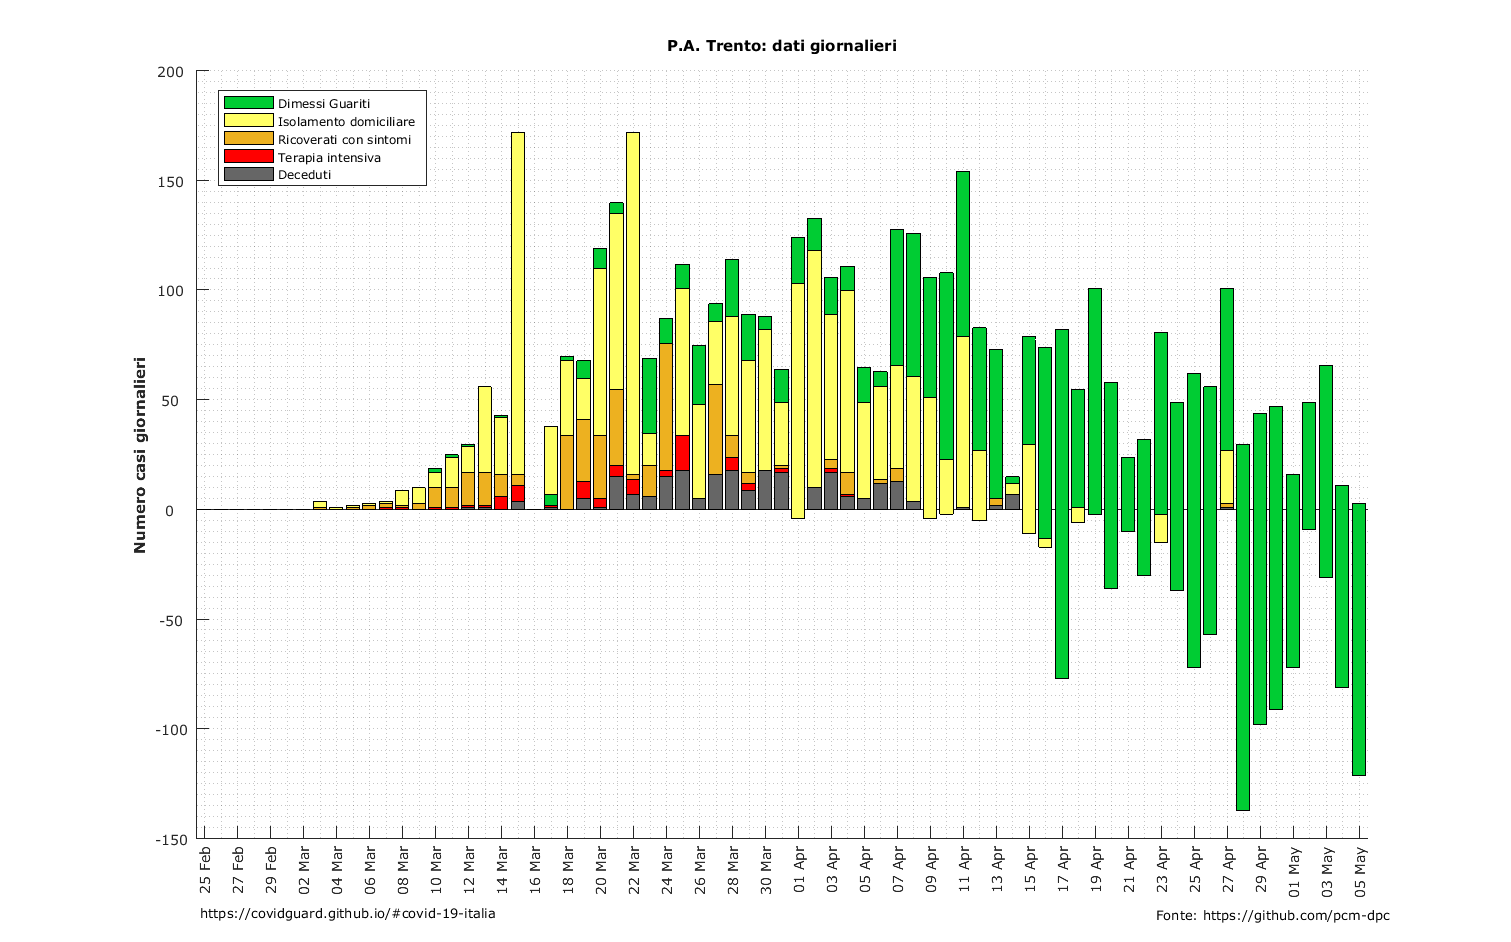 P.A. Trento: dati giornalieri
Numero casi giornalieri
200
150
100
50
0
-50
-100
-150
Dimessi Guariti
Isolamento domiciliare
Ricoverati con sintomi
Terapia intensiva
Deceduti
25 Feb
27 Feb
29 Feb
02 Mar
04 Mar
06 Mar
08 Mar
10 Mar
12 Mar
14 Mar
16 Mar
18 Mar
20 Mar
22 Mar
24 Mar
26 Mar
28 Mar
30 Mar
01 Apr
03 Apr
05 Apr
07 Apr
09 Apr
11 Apr
13 Apr
15 Apr
17 Apr
19 Apr
21 Apr
23 Apr
25 Apr
27 Apr
29 Apr
01 May
03 May
05 May
https://covidguard.github.io/#covid-19-italia
Fonte: https://github.com/pcm-dpc